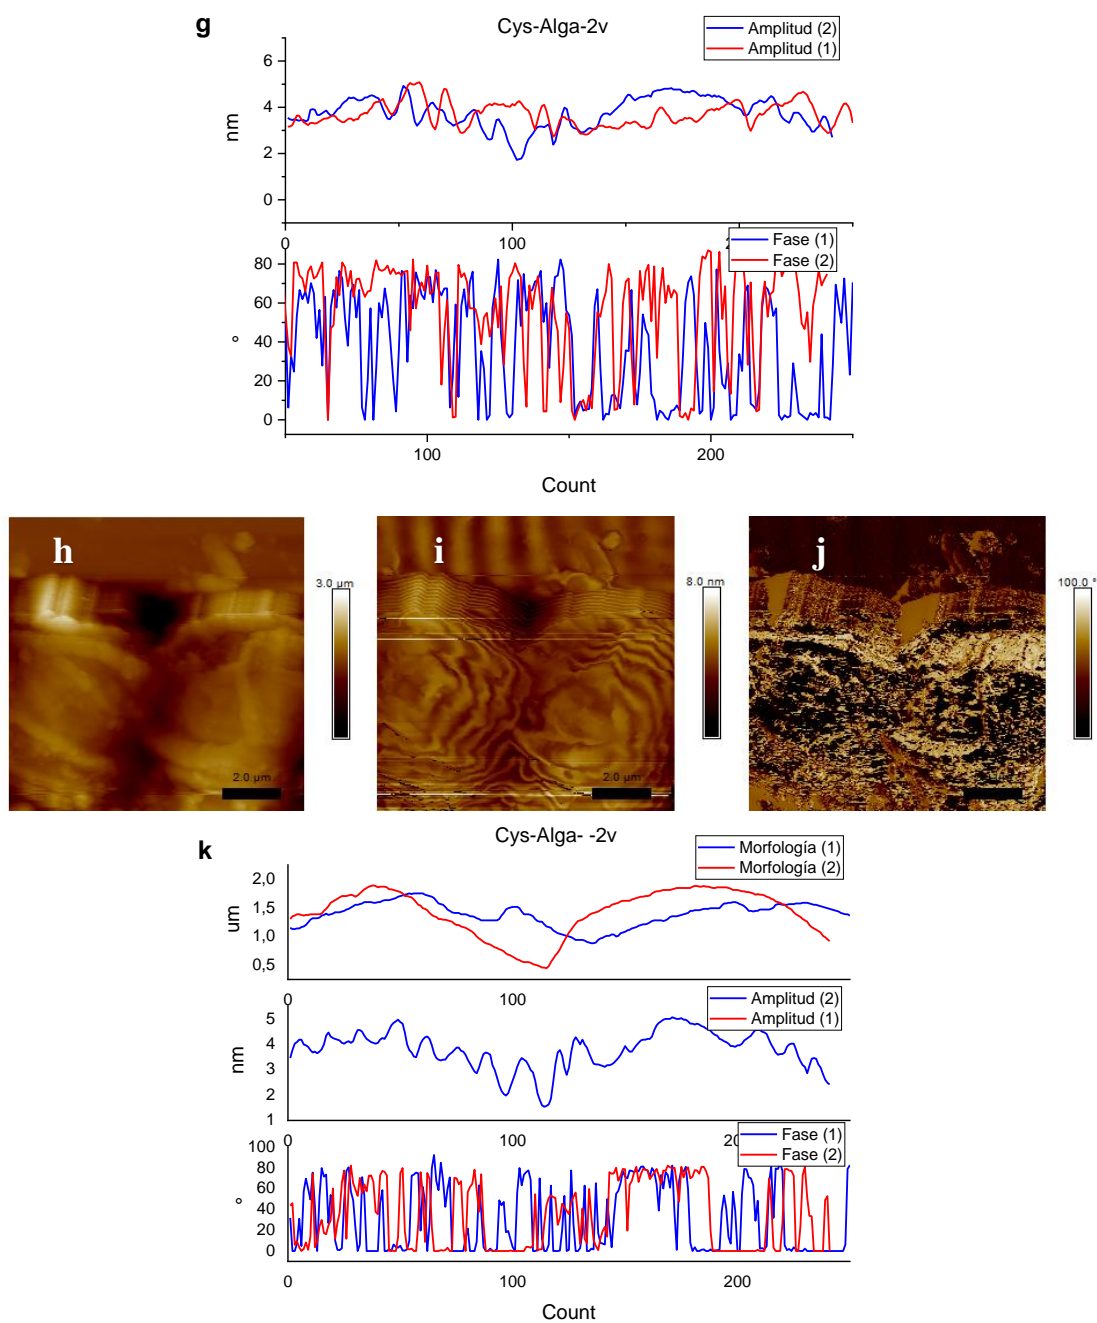 g
Cys-Alga-2v
Amplitud (2)
Amplitud (1)
6
4
2
0
nm
0
100
Fase (1)
Fase (2)
80
60
40
20
0
°
100
200
Count
h
3.0 µm
2.0 µm
i
8.0 nm
2.0 µm
j
100.0 °
k
Cys-Alga- -2v
Morfología (1)
Morfología (2)
2,0
1,5
1,0
0,5
um
0
100
Amplitud (2)
Amplitud (1)
5
4
3
2
1
nm
0
100
20
Fase (1)
Fase (2)
100
80
60
40
20
0
°
0
100
200
Count